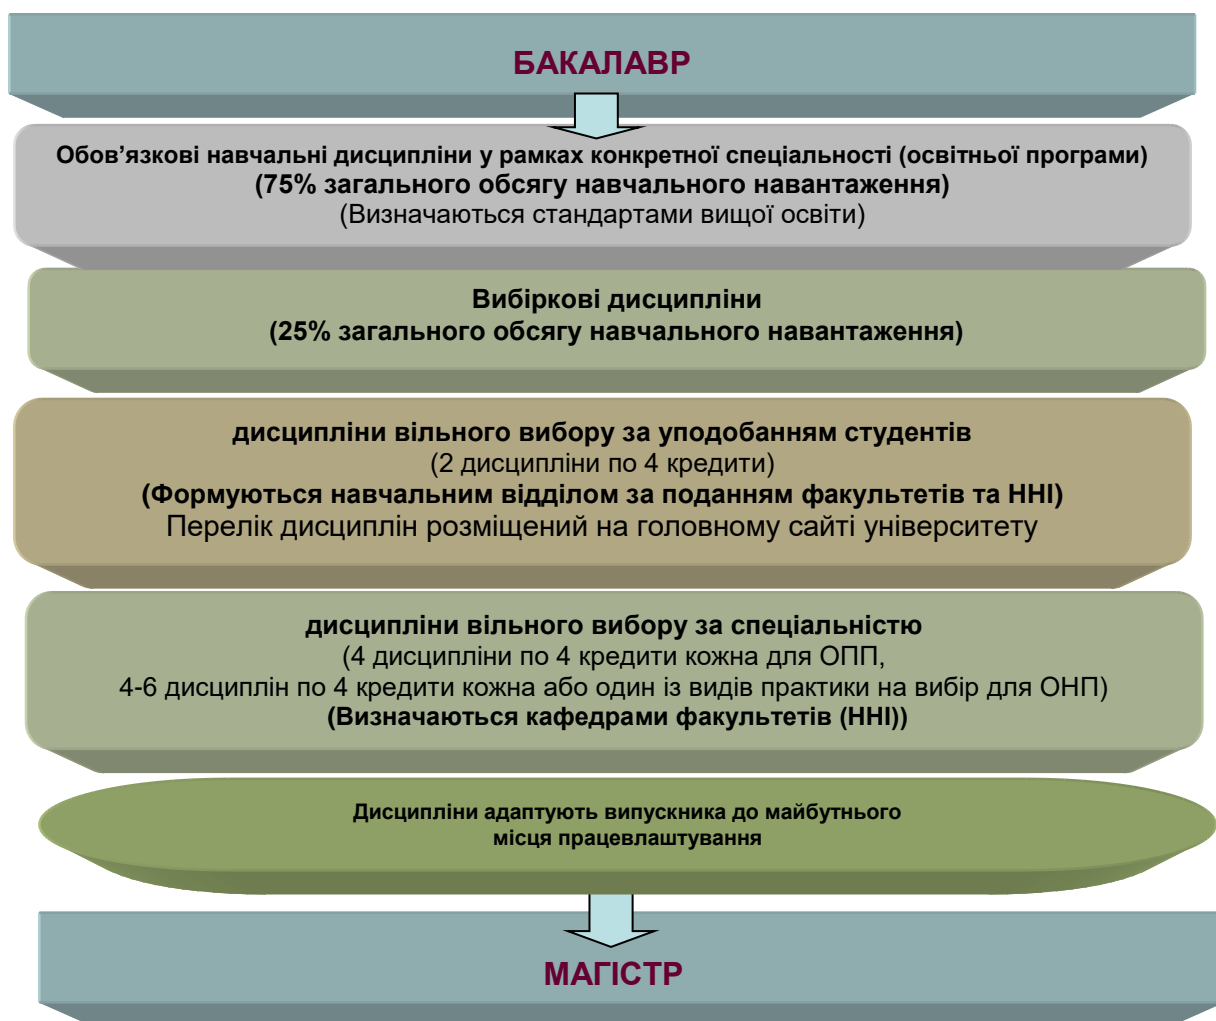 БАКАЛАВР
Обов’язкові навчальні дисципліни у рамках конкретної спеціальності (освітньої програми)
(75% загального обсягу навчального навантаження)
(Визначаються стандартами вищої освіти)
Вибіркові дисципліни
(25% загального обсягу навчального навантаження)
дисципліни вільного вибору за уподобанням студентів
(2 дисципліни по 4 кредити)
(Формуються навчальним відділом за поданням факультетів та ННІ)
Перелік дисциплін розміщений на головному сайті університету
дисципліни вільного вибору за спеціальністю
(4 дисципліни по 4 кредити кожна для ОПП,
4-6 дисциплін по 4 кредити кожна або один із видів практики на вибір для ОНП)
(Визначаються кафедрами факультетів (ННІ))
Дисципліни адаптують випускника до майбутнього
місця працевлаштування
МАГІСТР